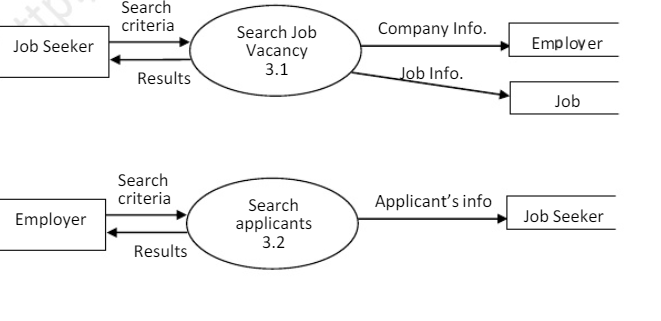 Search
criteria
Job Seeker
Results
Search Job
Vacancy
3.1
Company Info.
Job Info.
Employer
Job
Search
criteria
Employer
Results
Search
applicants
3.2
Applicant's info
Job Seeker